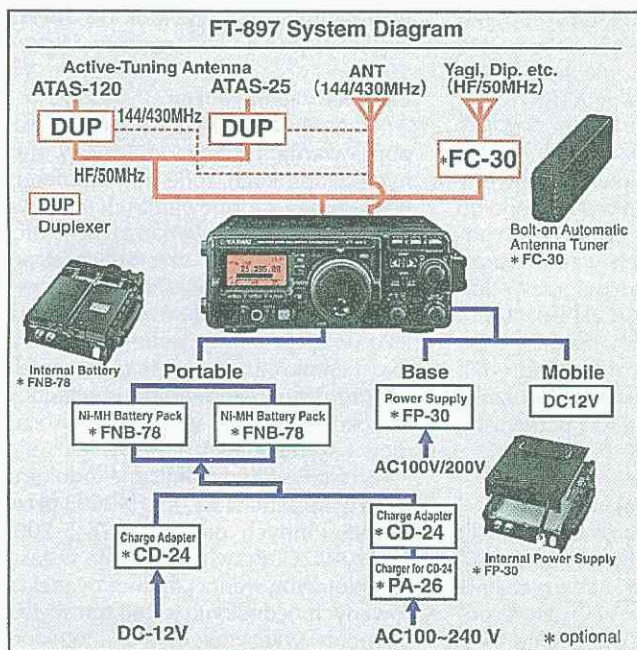 FT-897 System Diagram
Active-Tuning Antenna
ATAS-120
ATAS-25
ANT
(144/430MHz)
Yagi, Dip. etc.
(HF/50MHz)
DUP
144/430MHz
DUP
*FC-30
HF/50MHz
DUP
Duplexer
Bolt-on Automatic
Antenna Tuner
* FC-30
YAESU
Internal Battery
* FNB-78
Portable
Base
Mobile
Ni-MH Battery Pack
* FNB-78
Ni-MH Battery Pack
* FNB-78
Power Supply
* FP-30
DC12V
AC100V/200V
Charge Adapter
* CD-24
Charge Adapter
* CD-24
Charger for CD-24
* PA-26
Internal Power Supply
* FP-30
DC-12V
AC100~240 V
* optional